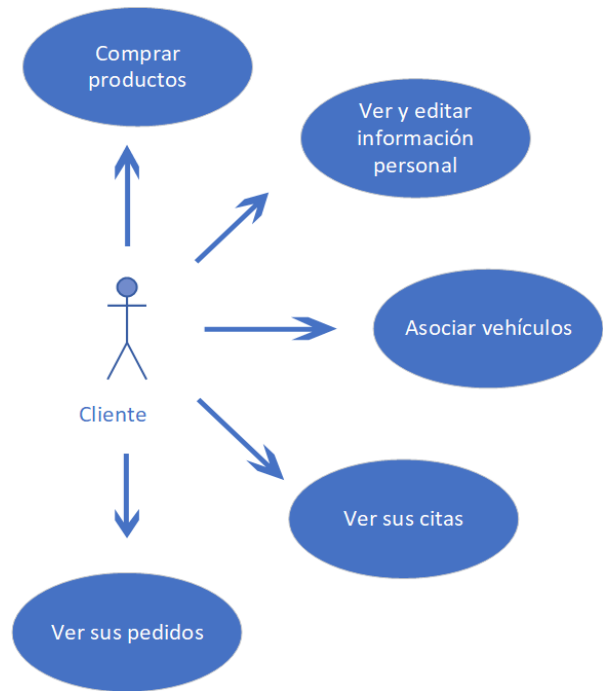 Comprar
productos
Ver y editar
información
personal
Asociar vehículos
Cliente
Ver sus citas
Ver sus pedidos